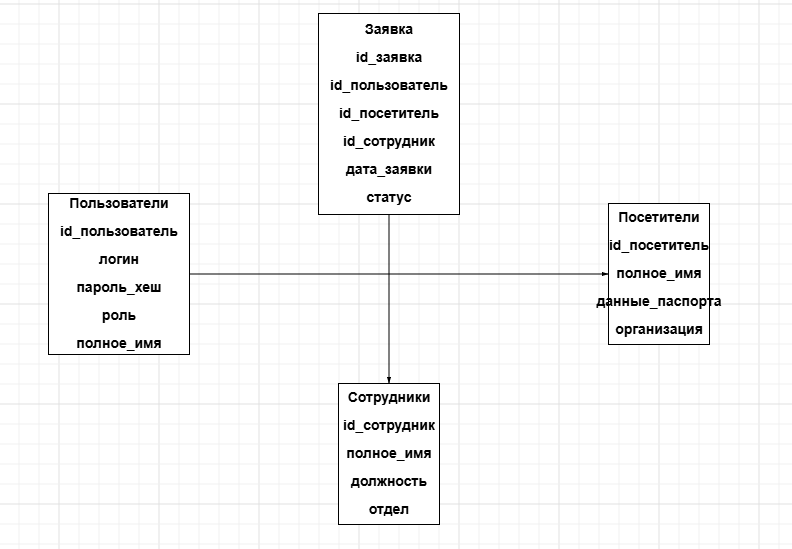 Заявка
id_заявка
id_пользователь
id_посетитель
id_сотрудник
дата_заявки
статус
Пользователи
id_пользователь
логин
пароль_хеш
роль
полное_имя
Посетители
id_посетитель
полное_имя
данные_паспорта
организация
Сотрудники
id_сотрудник
полное_имя
должность
отдел